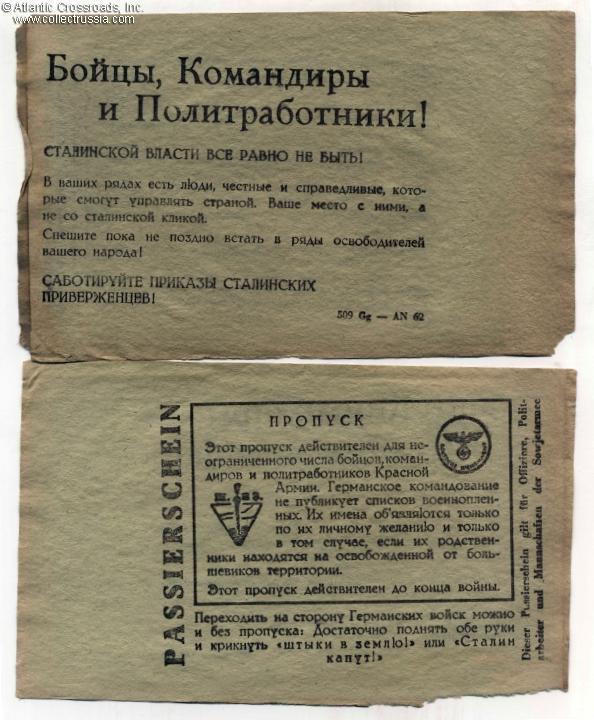 © Atlantic Crossroads, Inc.
www.collectrussia.com
Бойцы, Командиры
и Политработники!
СТАЛИНСКОЙ ВЛАСТИ ВСЕ РАВНО НЕ БЫТЬ!
В ваших рядах есть люди, честные и справедливые, кото-
рые смогут управлять страной. Ваше место с ними, а
не со сталинской кликой.
Спешите пока не поздно встать в ряды освободителей
вашего народа!
САБОТИРУЙТЕ ПРИКАЗЫ СТАЛИНСКИХ
ПРИВЕРЖЕНЦЕВ!
509 Gg — AN 62
PASSIERSCHEIN
ПРОПУСК
Этот пропуск действителен для не-
ограниченного числа бойцов, коман-
диров и политработников Красной
Армии. Германское командование
не публикует списков военноплен-
ных. Их имена об'являются только
по их личному желанию и только
в том случае, если их родствен-
ники находятся на освобожденной от боль-
шевиков территории.
Этот пропуск действителен до конца войны.
Ш. В З.
Переходить на сторону Германских войск можно
и без пропуска: Достаточно поднять обе руки
и крикнуть «штыки в землю!» или «Сталин
капут!»
Dieser Passierschein gilt für Offiziere, Polit-
arbeiter und Mannschaften der Sowjetarmee